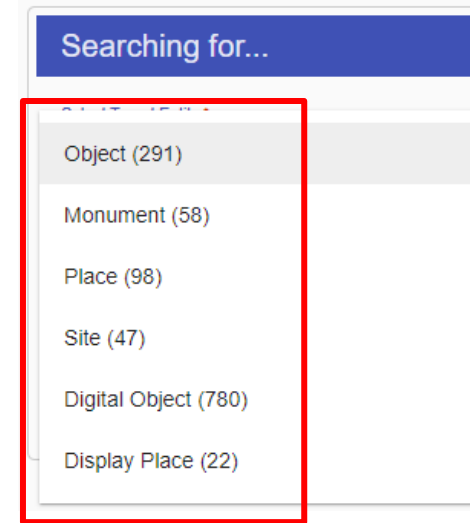 Searching for...
Object (291)
Monument (58)
Place (98)
Site (47)
Digital Object (780)
Display Place (22)